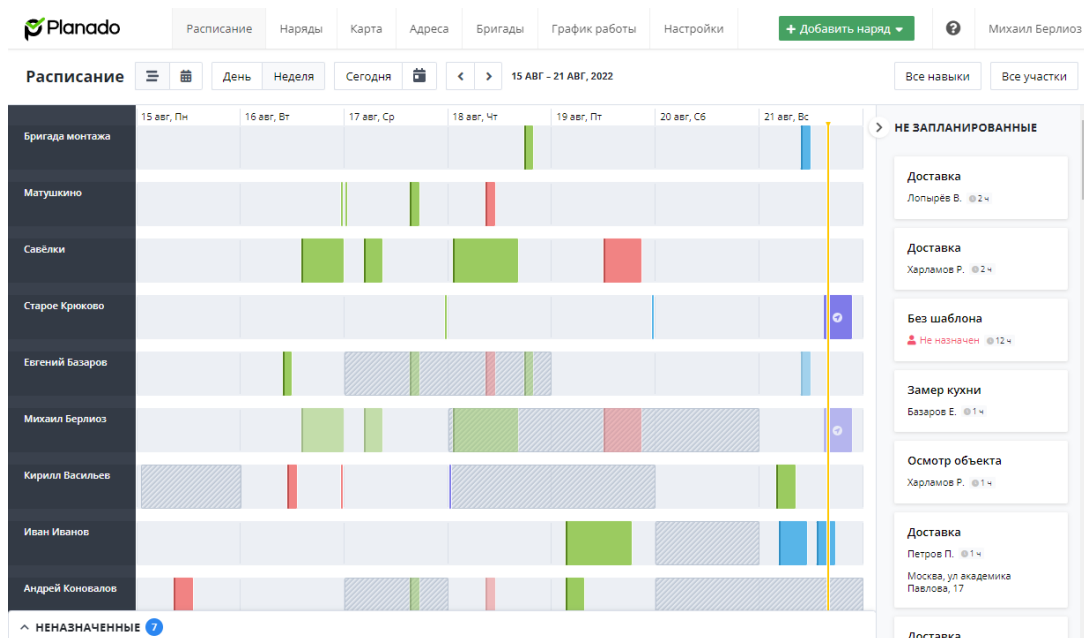 Planado
Расписание
Наряды
Карта
Адреса
Бригады
График работы
Настройки
+ Добавить наряд
?
Михаил Берлиоз
Расписание
День
Неделя
Сегодня
15 АВГ – 21 АВГ, 2022
Все навыки
Все участки
15 авг, Пн
16 авг, Вт
17 авг, Ср
18 авг, Чт
19 авг, Пт
20 авг, Сб
21 авг, Вс
Бригада монтажа
Матушкино
Савёлки
Старое Крюково
Евгений Базаров
Михаил Берлиоз
Кирилл Васильев
Иван Иванов
Андрей Коновалов
НЕНАЗНАЧЕННЫЕ 7
НЕ ЗАПЛАНИРОВАННЫЕ
Доставка
Лопырёв В. 2 ч
Доставка
Харламов Р. 2 ч
Без шаблона
Не назначен 12 ч
Замер кухни
Базаров Е. 1 ч
Осмотр объекта
Харламов Р. 1 ч
Доставка
Петров П. 1 ч
Москва, ул академика
Павлова, 17
Доставка